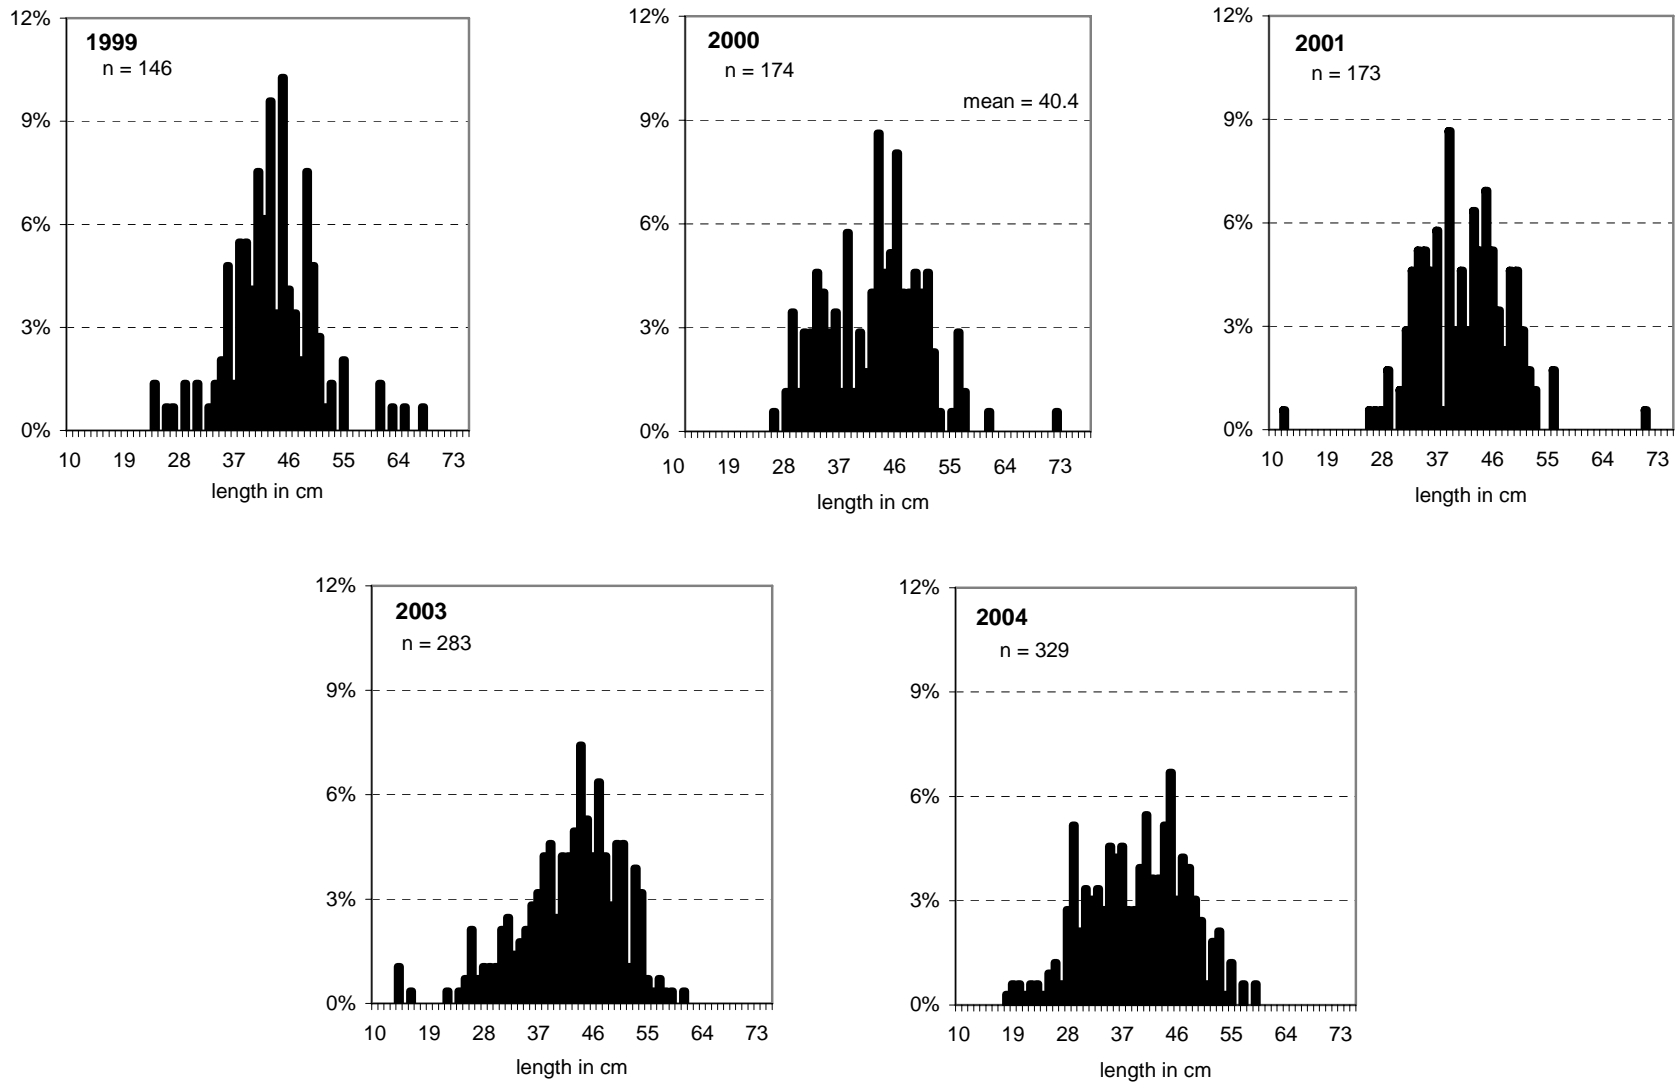 12%
1999
n = 146
9%
6%
3%
0%
10 19 28 37 46 55 64 73
length in cm
12%
2000
n = 174
mean = 40.4
9%
6%
3%
0%
10 19 28 37 46 55 64 73
length in cm
12%
2001
n = 173
9%
6%
3%
0%
10 19 28 37 46 55 64 73
length in cm
12%
2003
n = 283
9%
6%
3%
0%
10 19 28 37 46 55 64 73
length in cm
12%
2004
n = 329
9%
6%
3%
0%
10 19 28 37 46 55 64 73
length in cm